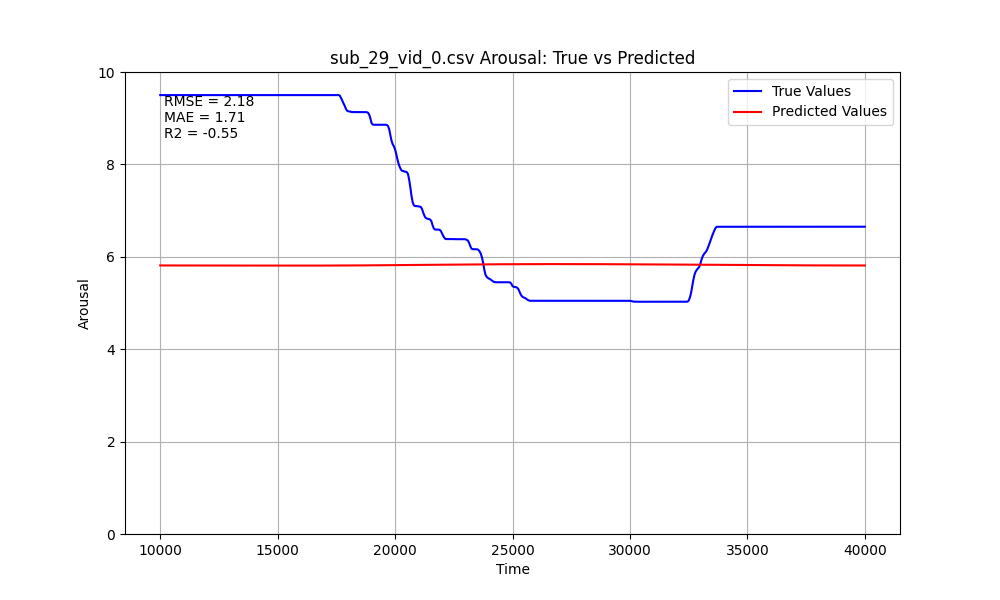 sub_29_vid_0.csv Arousal: True vs Predicted
True Values
Predicted Values
RMSE = 2.18
MAE = 1.71
R2 = -0.55
Arousal
10
8
6
4
2
0
10000 15000 20000 25000 30000 35000 40000
Time